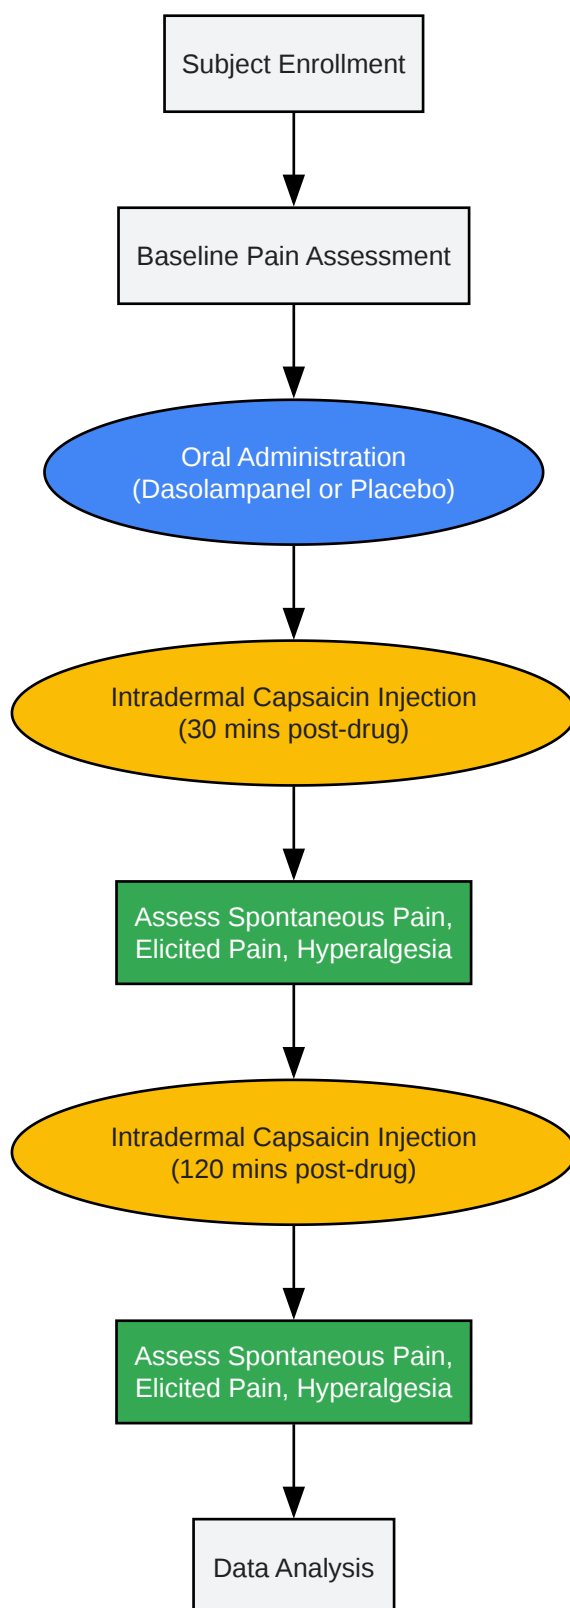 Subject Enrollment
Baseline Pain Assessment
Oral Administration
(Dasolampanel or Placebo)
Intradermal Capsaicin Injection
(30 mins post-drug)
Assess Spontaneous Pain,
Elicited Pain, Hyperalgesia
Intradermal Capsaicin Injection
(120 mins post-drug)
Assess Spontaneous Pain,
Elicited Pain, Hyperalgesia
Data Analysis